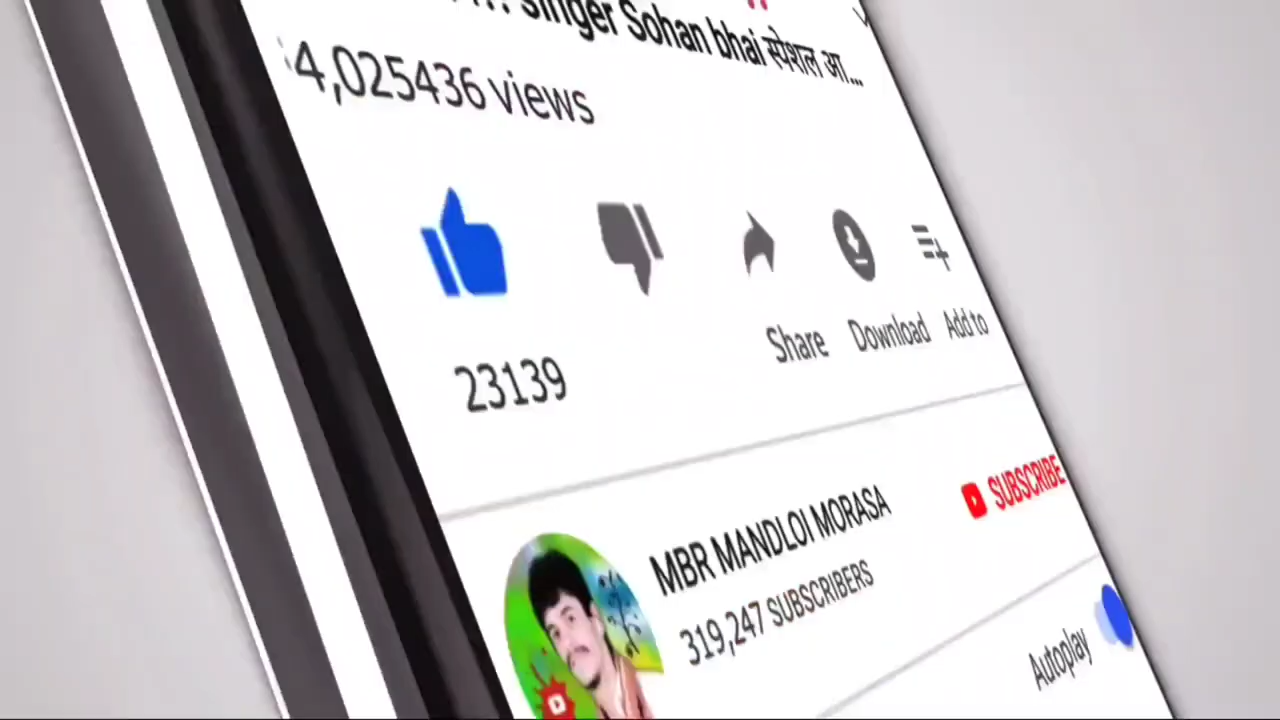 Singer Sohan bhai स्पेशल आ...
4,025436 views
23139
Share Download Add to
MBR MANDLOI MORASA
319,247 SUBSCRIBERS
SUBSCRIBE
Autoplay